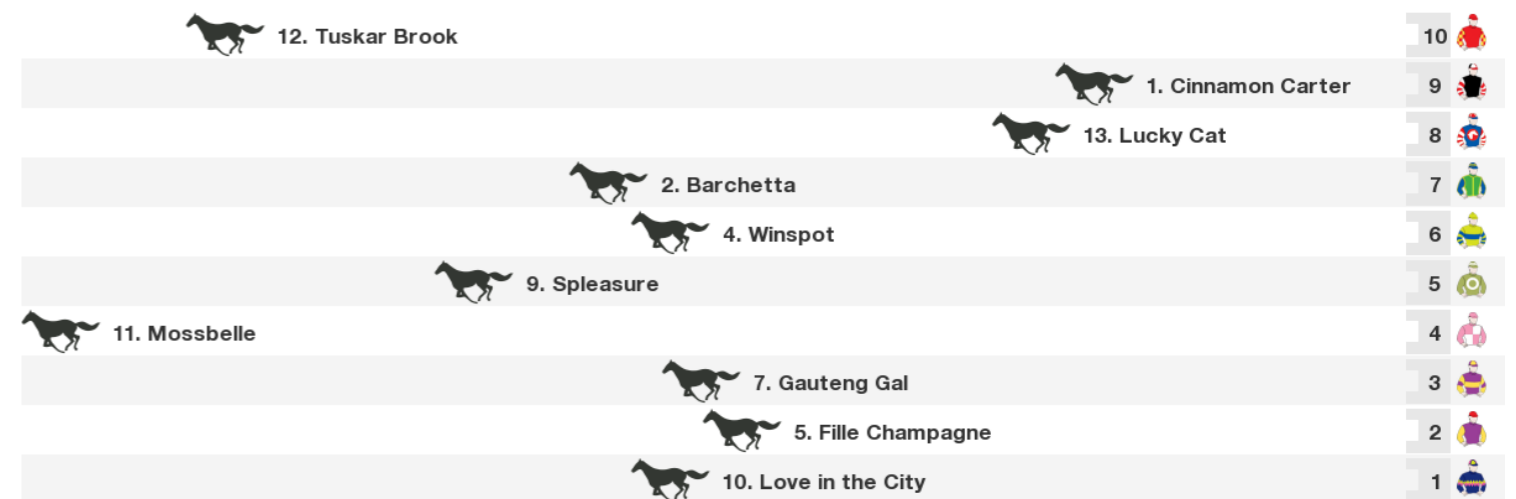 12. Tuskar Brook 10
1. Cinnamon Carter 9
13. Lucky Cat 8
2. Barchetta 7
4. Winspot 6
9. Spleasure 5
11. Mossbelle 4
7. Gauteng Gal 3
5. Fille Champagne 2
10. Love in the City 1